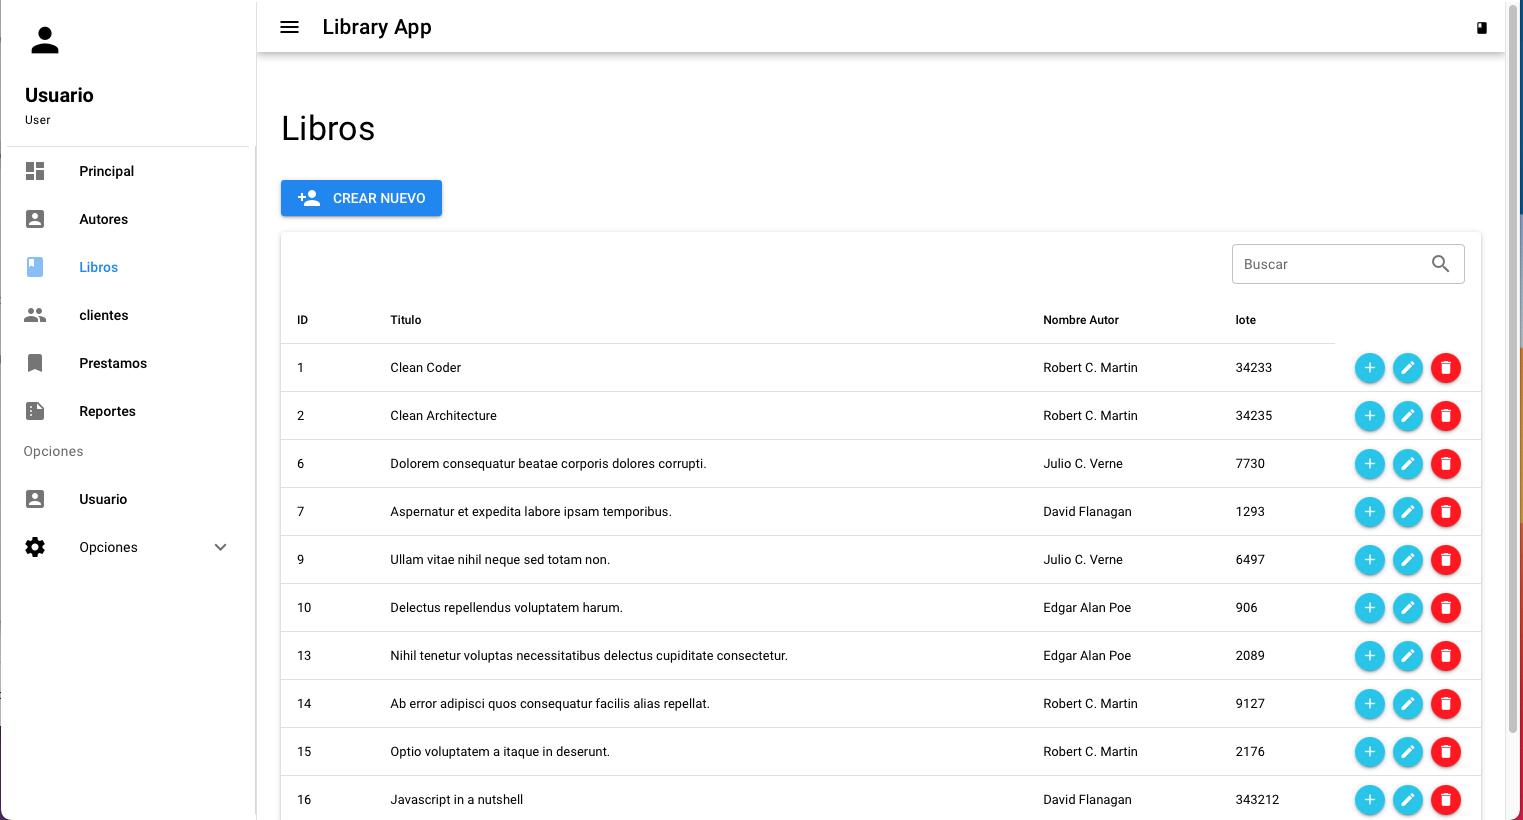 Library App
Usuario
User
Principal
Autores
Libros
clientes
Prestamos
Reportes
Opciones
Usuario
Opciones
Libros
CREAR NUEVO
Buscar
ID Titulo Nombre Autor lote
1 Clean Coder Robert C. Martin 34233
2 Clean Architecture Robert C. Martin 34235
6 Dolorem consequatur beatae corporis dolores corrupti. Julio C. Verne 7730
7 Aspernatur et expedita labore ipsam temporibus. David Flanagan 1293
9 Ullam vitae nihil neque sed totam non. Julio C. Verne 6497
10 Delectus repellendus voluptatem harum. Edgar Alan Poe 906
13 Nihil tenetur voluptas necessitatibus delectus cupiditate consectetur. Edgar Alan Poe 2089
14 Ab error adipisci quos consequatur facilis alias repellat. Robert C. Martin 9127
15 Optio voluptatem a itaque in deserunt. Robert C. Martin 2176
16 Javascript in a nutshell David Flanagan 343212